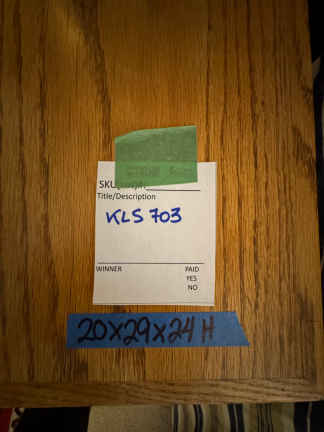 SKU
Title/Description
KLS 703
WINNER PAID
YES
NO
20X29X24 H